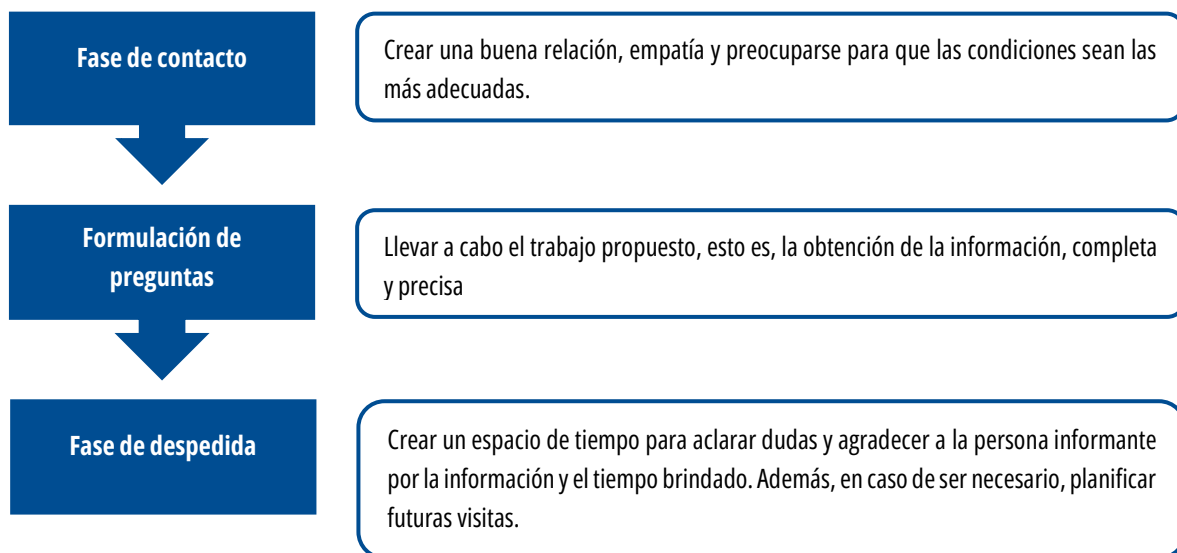 Fase de contacto
Crear una buena relación, empatía y preocuparse para que las condiciones sean las
más adecuadas.
Formulación de
preguntas
Llevar a cabo el trabajo propuesto, esto es, la obtención de la información, completa
y precisa
Fase de despedida
Crear un espacio de tiempo para aclarar dudas y agradecer a la persona informante
por la información y el tiempo brindado. Además, en caso de ser necesario, planificar
futuras visitas.